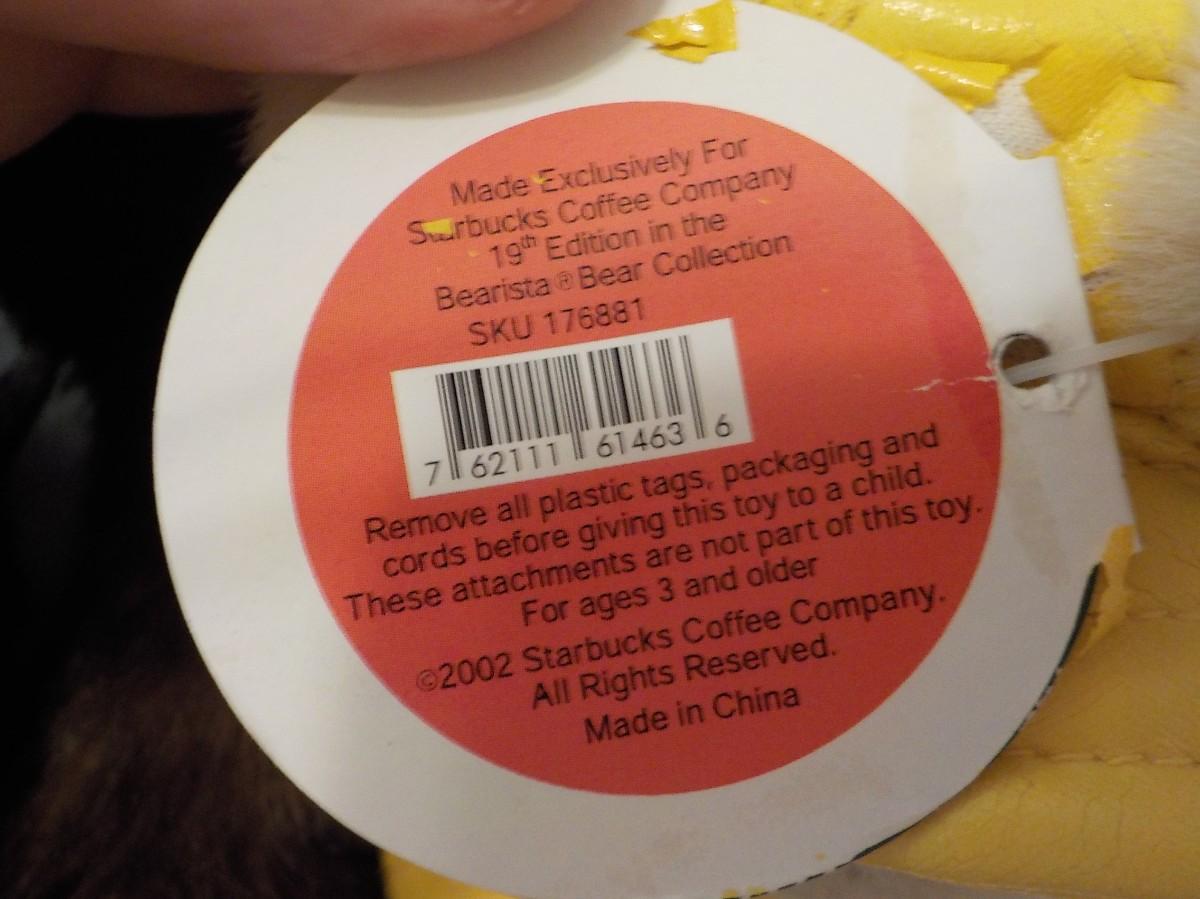 Made Exclusively For
Starbucks Coffee Company
19th Edition in the
Bearista® Bear Collection
SKU 176881
7 62111 61463 6
Remove all plastic tags, packaging and
cords before giving this toy to a child.
These attachments are not part of this toy.
For ages 3 and older
©2002 Starbucks Coffee Company.
All Rights Reserved.
Made in China